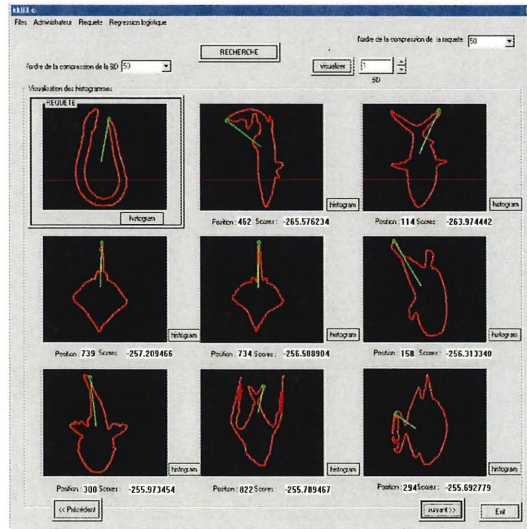 Files Administrateur Requete Regression logistique
l'ordre de la compression de la requete 50
RECHERCHE
l'ordre de la compression de la BD 50
visualiser 1
BD
Visualisation des histogrammes
REQUETE
histogram
histogram
histogram
Position : 462 Scores : -265.576234
Position : 114 Scores : -263.974442
histogram
histogram
histogram
Position : 739 Scores : -257.209466
Position : 734 Scores : -256.588904
Position : 158 Scores : -256.313340
histogram
histogram
histogram
Position : 300 Scores : -255.973454
Position : 822 Scores : -255.789467
Position : 294 Scores : -255.692779
<< Précédent
suivant >>
Exit